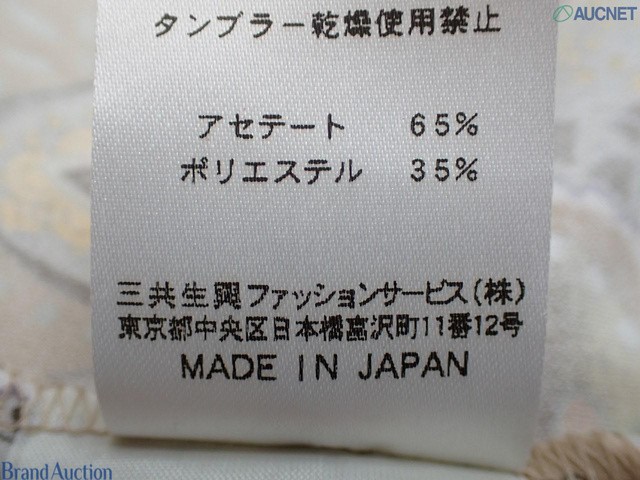 AUCNET
タンブラー乾燥使用禁止
アセテート 65%
ポリエステル 35%
三共生興ファッションサービス(株)
東京都中央区日本橋富沢町11番12号
MADE IN JAPAN
Brand Auction